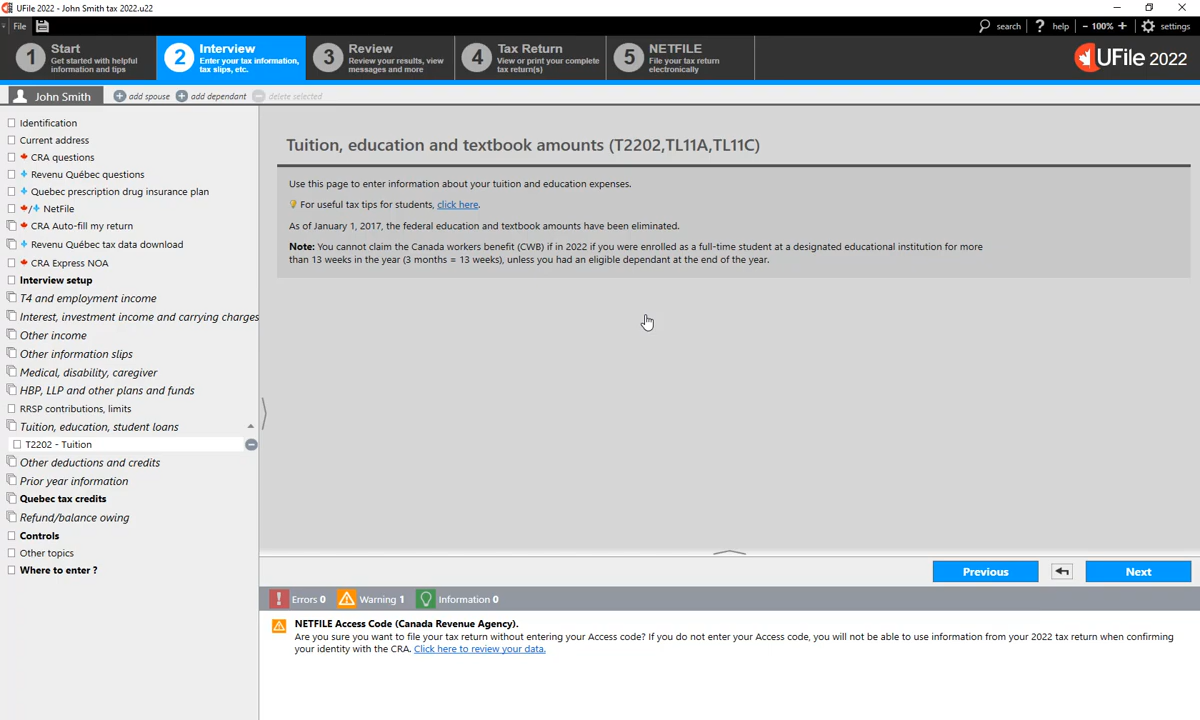 UFile 2022 - John Smith tax 2022.u22
File
search
? help
- 100% +
settings
1 Start
Get started with helpful
information and tips
2 Interview
Enter your tax information,
tax slips, etc.
3 Review
Review your results, view
messages and more
4 Tax Return
View or print your complete
tax return(s)
5 NETFILE
File your tax return
electronically
UFile 2022
John Smith
add spouse
add dependant
delete selected
Identification
Current address
CRA questions
Revenu Québec questions
Quebec prescription drug insurance plan
/ NetFile
CRA Auto-fill my return
Revenu Québec tax data download
CRA Express NOA
Interview setup
T4 and employment income
Interest, investment income and carrying charges
Other income
Other information slips
Medical, disability, caregiver
HBP, LLP and other plans and funds
RRSP contributions, limits
Tuition, education, student loans
T2202 - Tuition
Other deductions and credits
Prior year information
Quebec tax credits
Refund/balance owing
Controls
Other topics
Where to enter ?
Tuition, education and textbook amounts (T2202,TL11A,TL11C)
Use this page to enter information about your tuition and education expenses.
For useful tax tips for students, click here.
As of January 1, 2017, the federal education and textbook amounts have been eliminated.
Note: You cannot claim the Canada workers benefit (CWB) if in 2022 if you were enrolled as a full-time student at a designated educational institution for more
than 13 weeks in the year (3 months = 13 weeks), unless you had an eligible dependant at the end of the year.
Previous
Next
Errors 0
Warning 1
Information 0
NETFILE Access Code (Canada Revenue Agency).
Are you sure you want to file your tax return without entering your Access code? If you do not enter your Access code, you will not be able to use information from your 2022 tax return when confirming
your identity with the CRA. Click here to review your data.